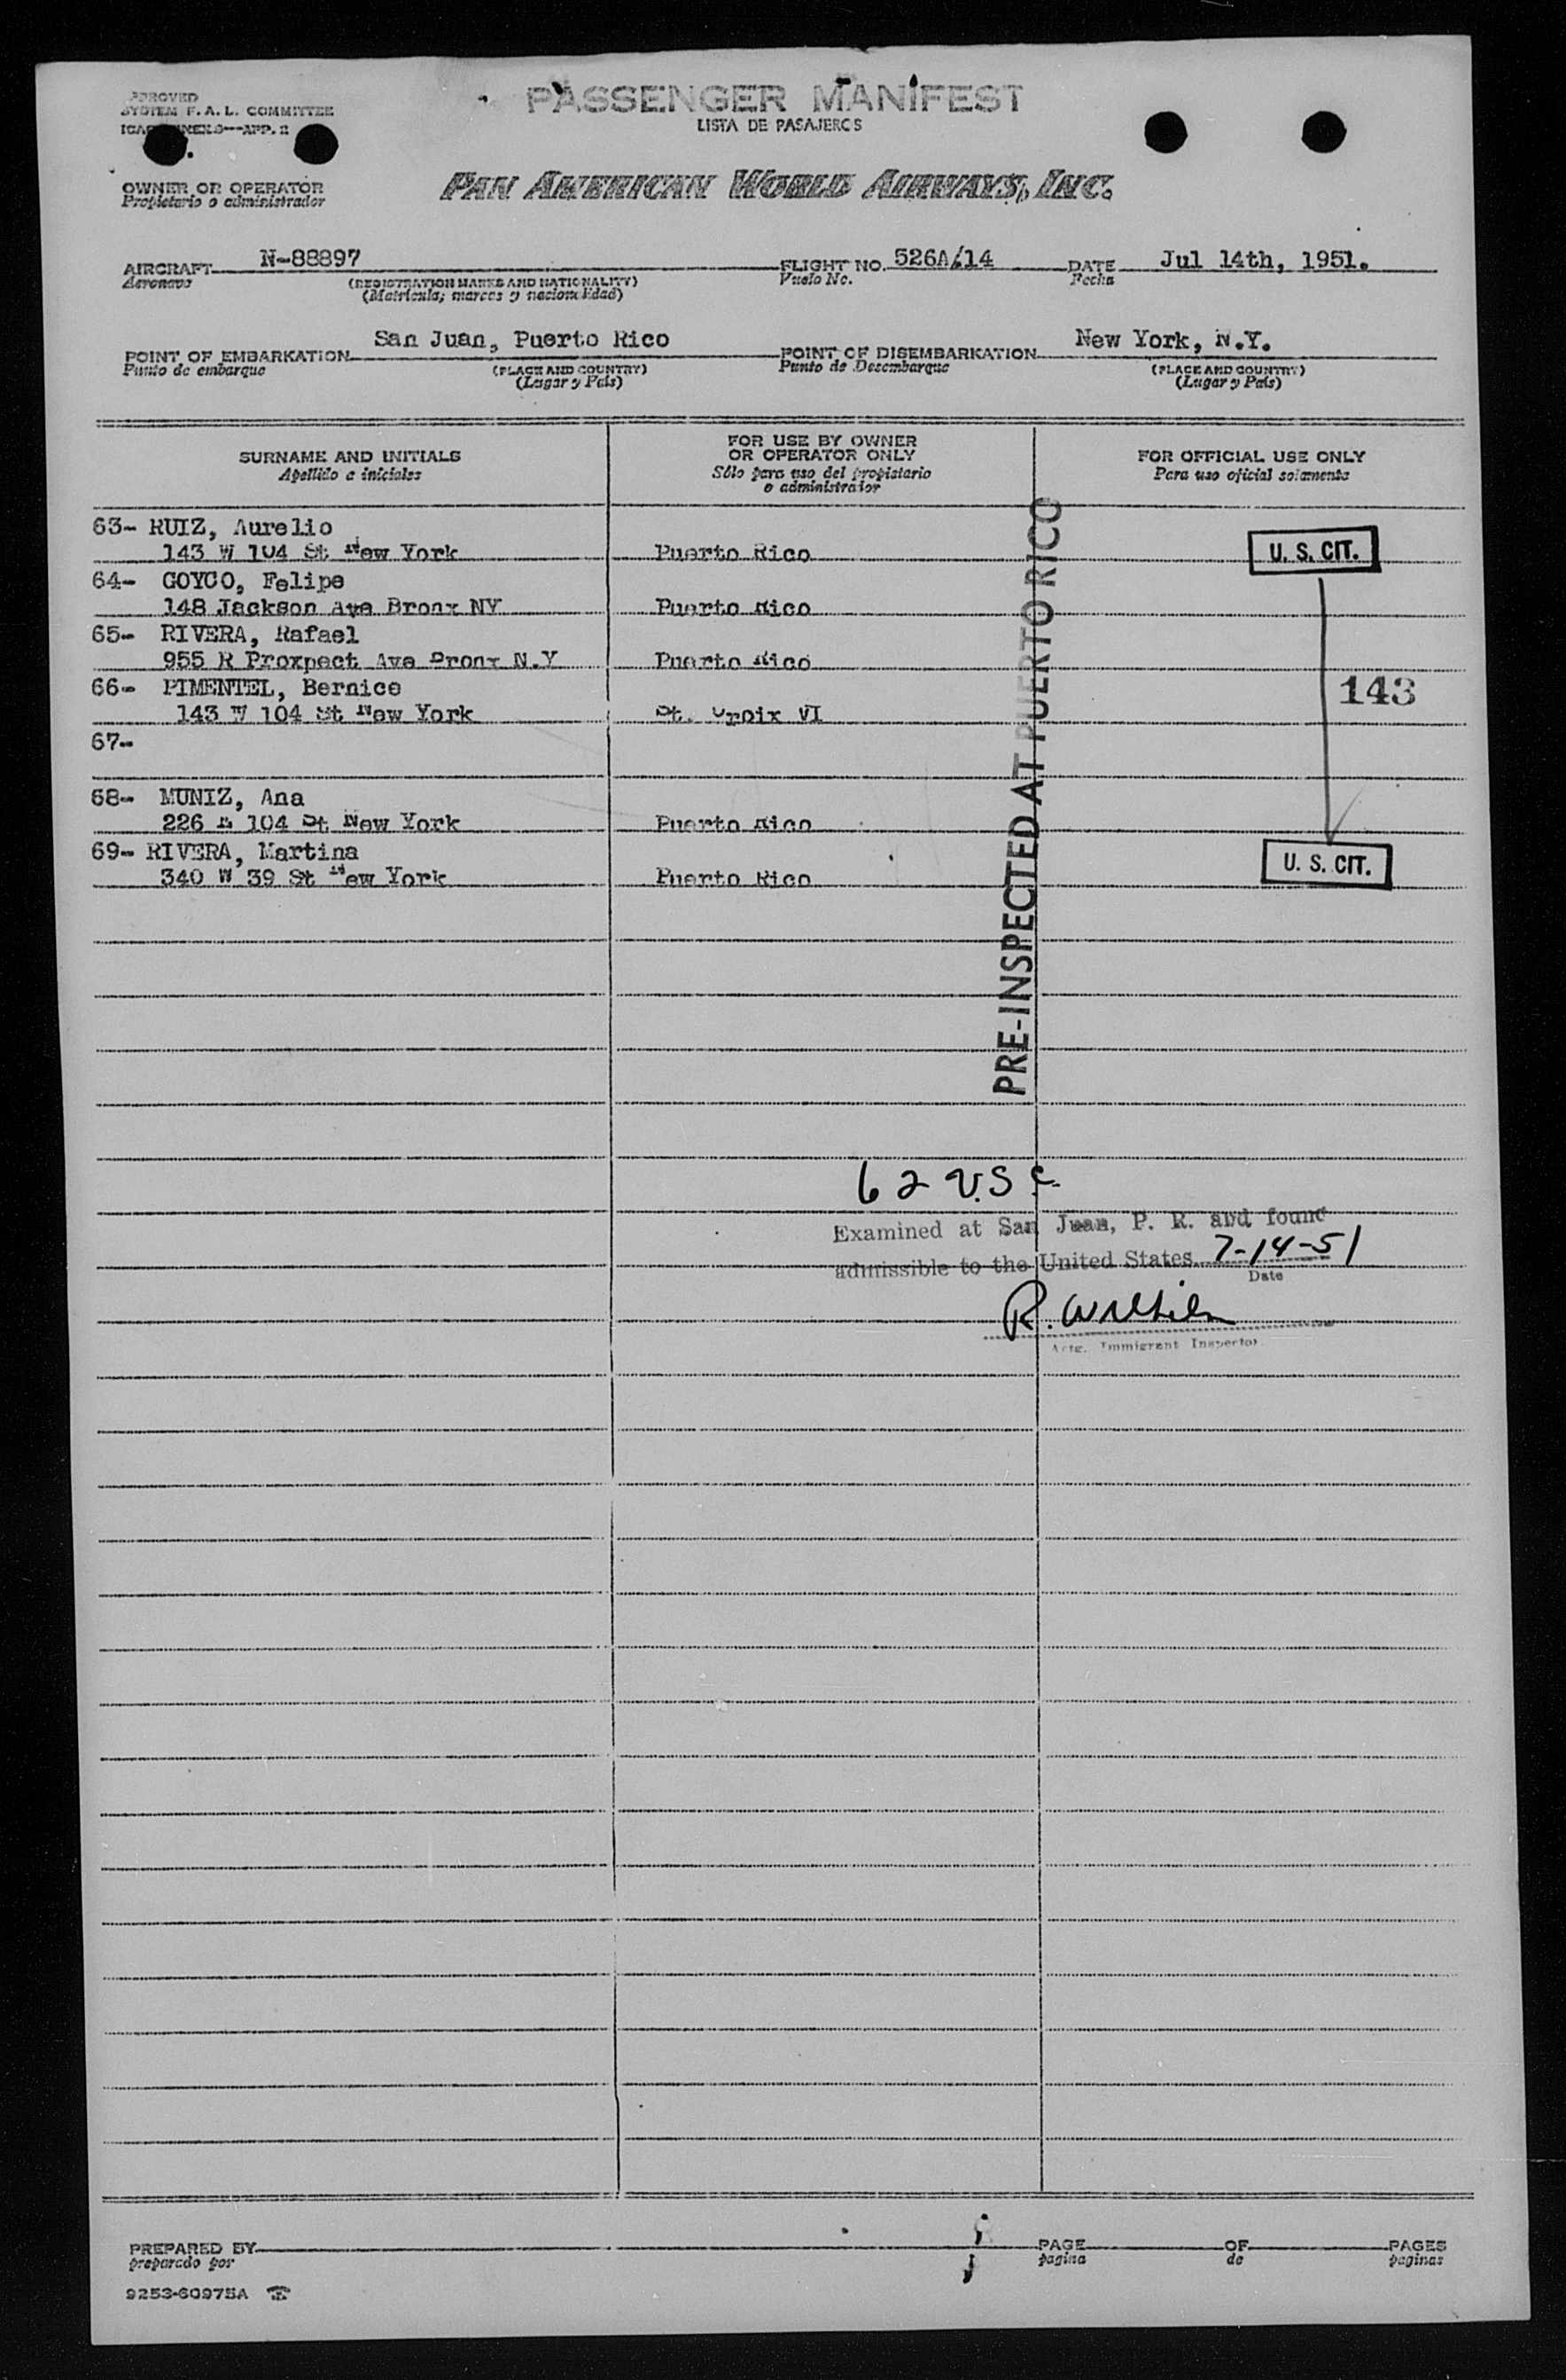 APPROVED
SYSTEM F. A. L. COMMITTEE
PASSENGER MANIFEST
LISTA DE PASAJEROS
OWNER OR OPERATOR
Propietario o administrador
PAN AMERICAN WORLD AIRWAYS, INC.
AIRCRAFT N-88897 FLIGHT NO. 526A/14 DATE Jul 14th, 1951.
Aeronave (REGISTRATION MARKS AND NATIONALITY) Vuelo No. Fecha
(Matricula; marcas y nacionalidad)
POINT OF EMBARKATION San Juan, Puerto Rico POINT OF DISEMBARKATION New York, N.Y.
Punto de embarque (PLACE AND COUNTRY) Punto de Desembarque (PLACE AND COUNTRY)
(Lugar y Pais) (Lugar y Pais)
SURNAME AND INITIALS
Apellido e iniciales
FOR USE BY OWNER
OR OPERATOR ONLY
Sólo para uso del propietario
o administrador
FOR OFFICIAL USE ONLY
Para uso oficial solamente
63- RUIZ, Aurelio
143 W 104 St New York Puerto Rico U. S. CIT.
64- GOYCO, Felipe
148 Jackson Ave Bronx NY Puerto Rico
65- RIVERA, Rafael
955 R Proxpect Ave Bronx N.Y Puerto Rico
66- PIMENTEL, Bernice 143
143 W 104 St New York St. Croix VI
67-
68- MUNIZ, Ana
226 E 104 St New York Puerto Rico
69- RIVERA, Martina
340 W 39 St New York Puerto Rico U. S. CIT.
PRE-INSPECTED AT PUERTO RICO
62 U.S C.
Examined at San Juan, P. R. and found
admissible to the United States 7-14-51
Date
R.
Actg. Immigrant Inspector
PREPARED BY PAGE OF PAGES
preparado por pagina de paginas
9253-60975A